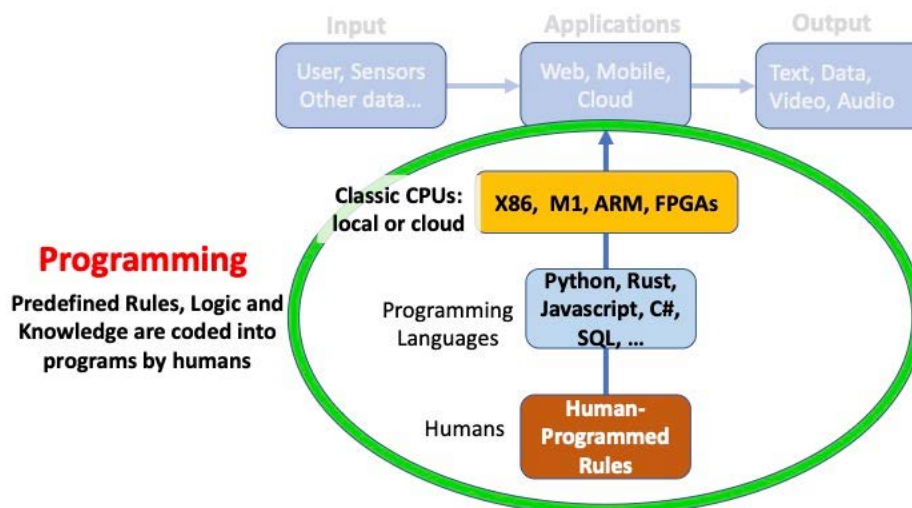 Input
Applications
Output
User, Sensors
Other data...
Web, Mobile,
Cloud
Text, Data,
Video, Audio
Classic CPUs:
local or cloud
X86, M1, ARM, FPGAs
Programming
Predefined Rules, Logic and
Knowledge are coded into
programs by humans
Programming
Languages
Python, Rust,
Javascript, C#,
SQL, ...
Humans
Human-
Programmed
Rules